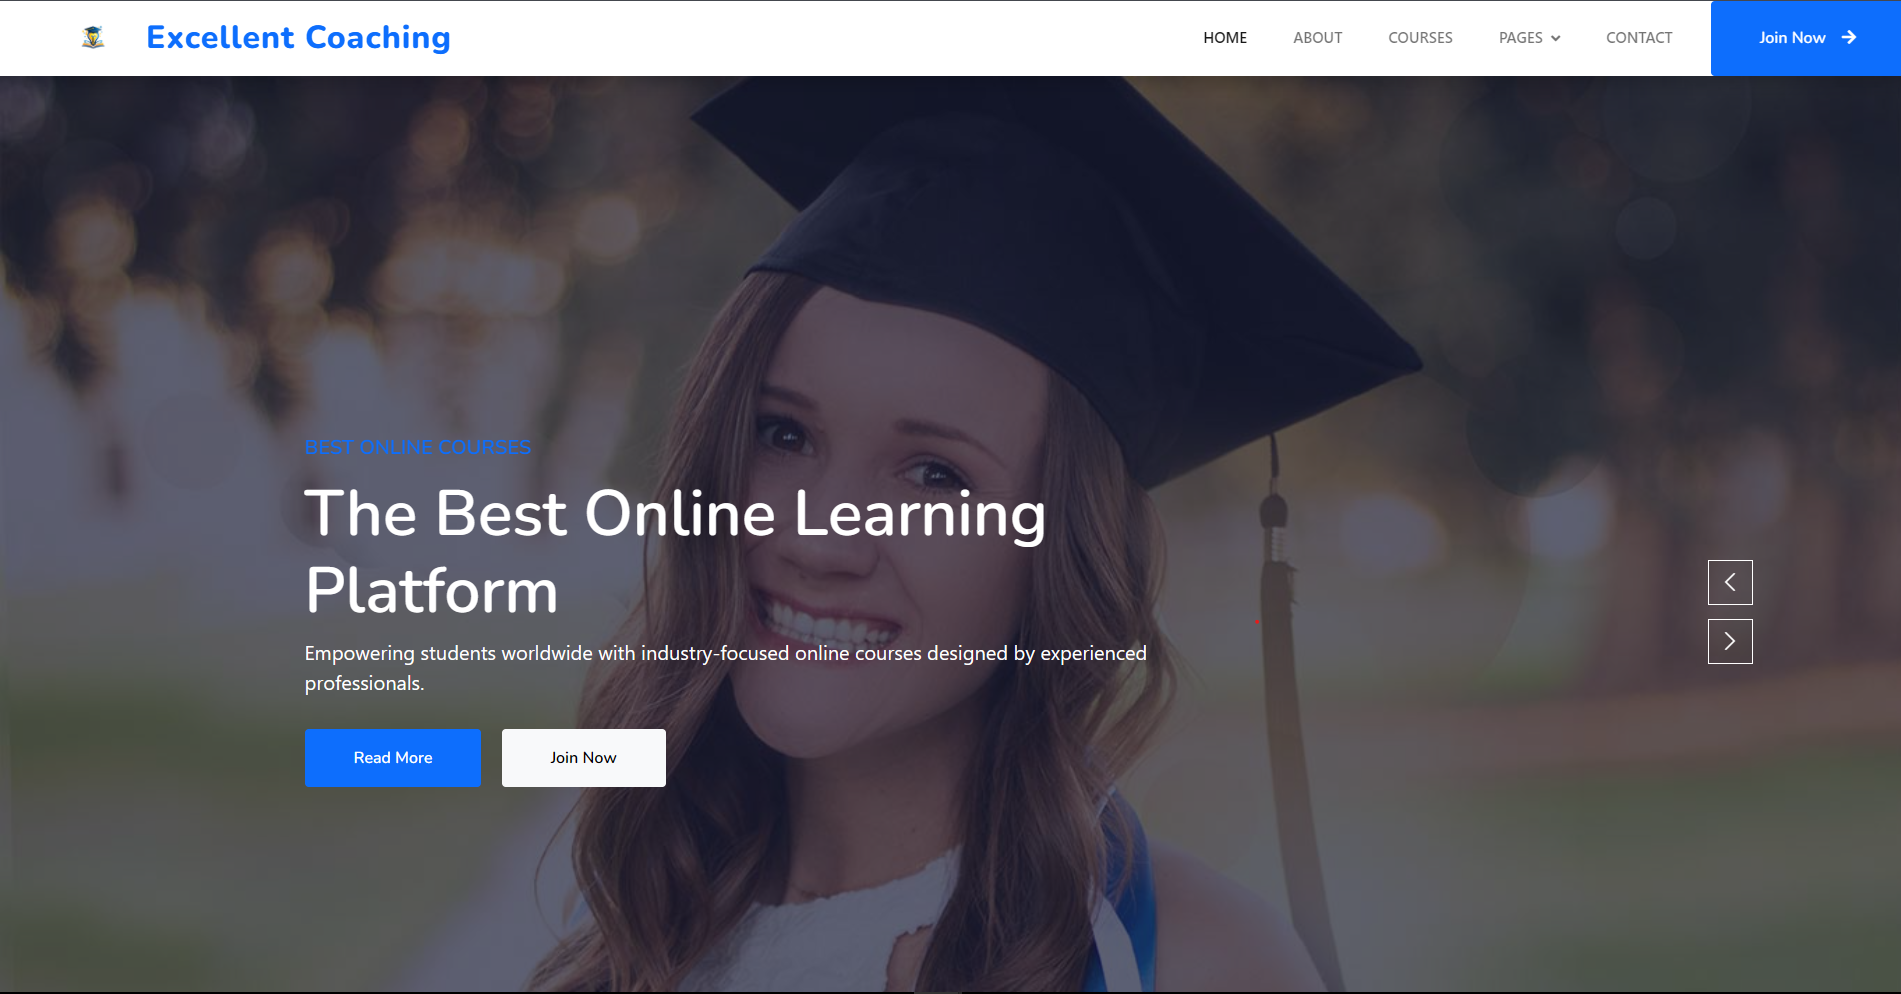 Excellent Coaching
HOME ABOUT COURSES PAGES CONTACT Join Now
BEST ONLINE COURSES
The Best Online Learning
Platform
Empowering students worldwide with industry-focused online courses designed by experienced
professionals.
Read More Join Now